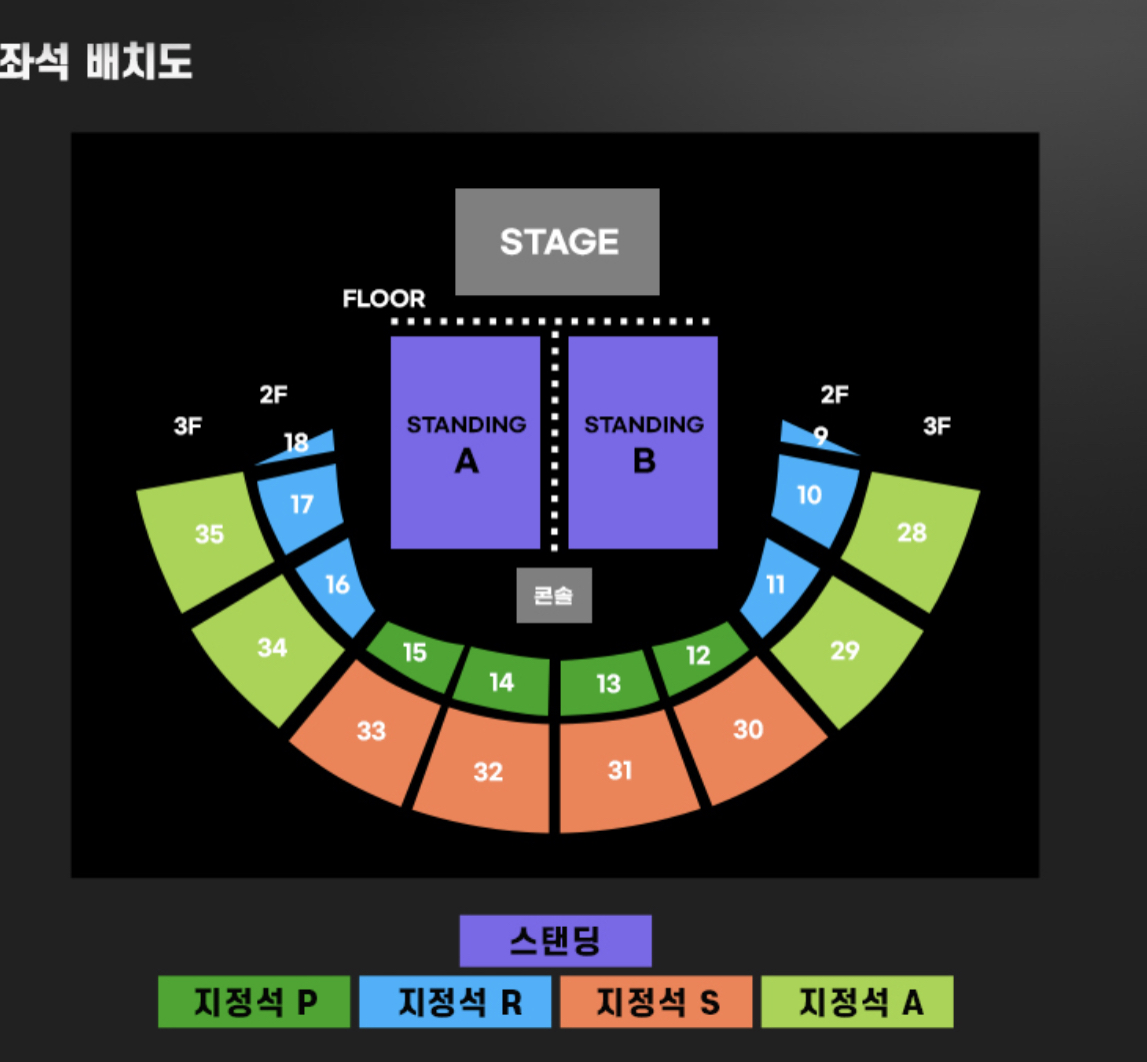 좌석 배치도
STAGE
FLOOR
2F
2F
3F
3F
STANDING
A
STANDING
B
18
9
17
10
35
28
16
11
콘솔
34
29
15
12
14
13
33
30
32
31
스탠딩
지정석 P
지정석 R
지정석 S
지정석 A